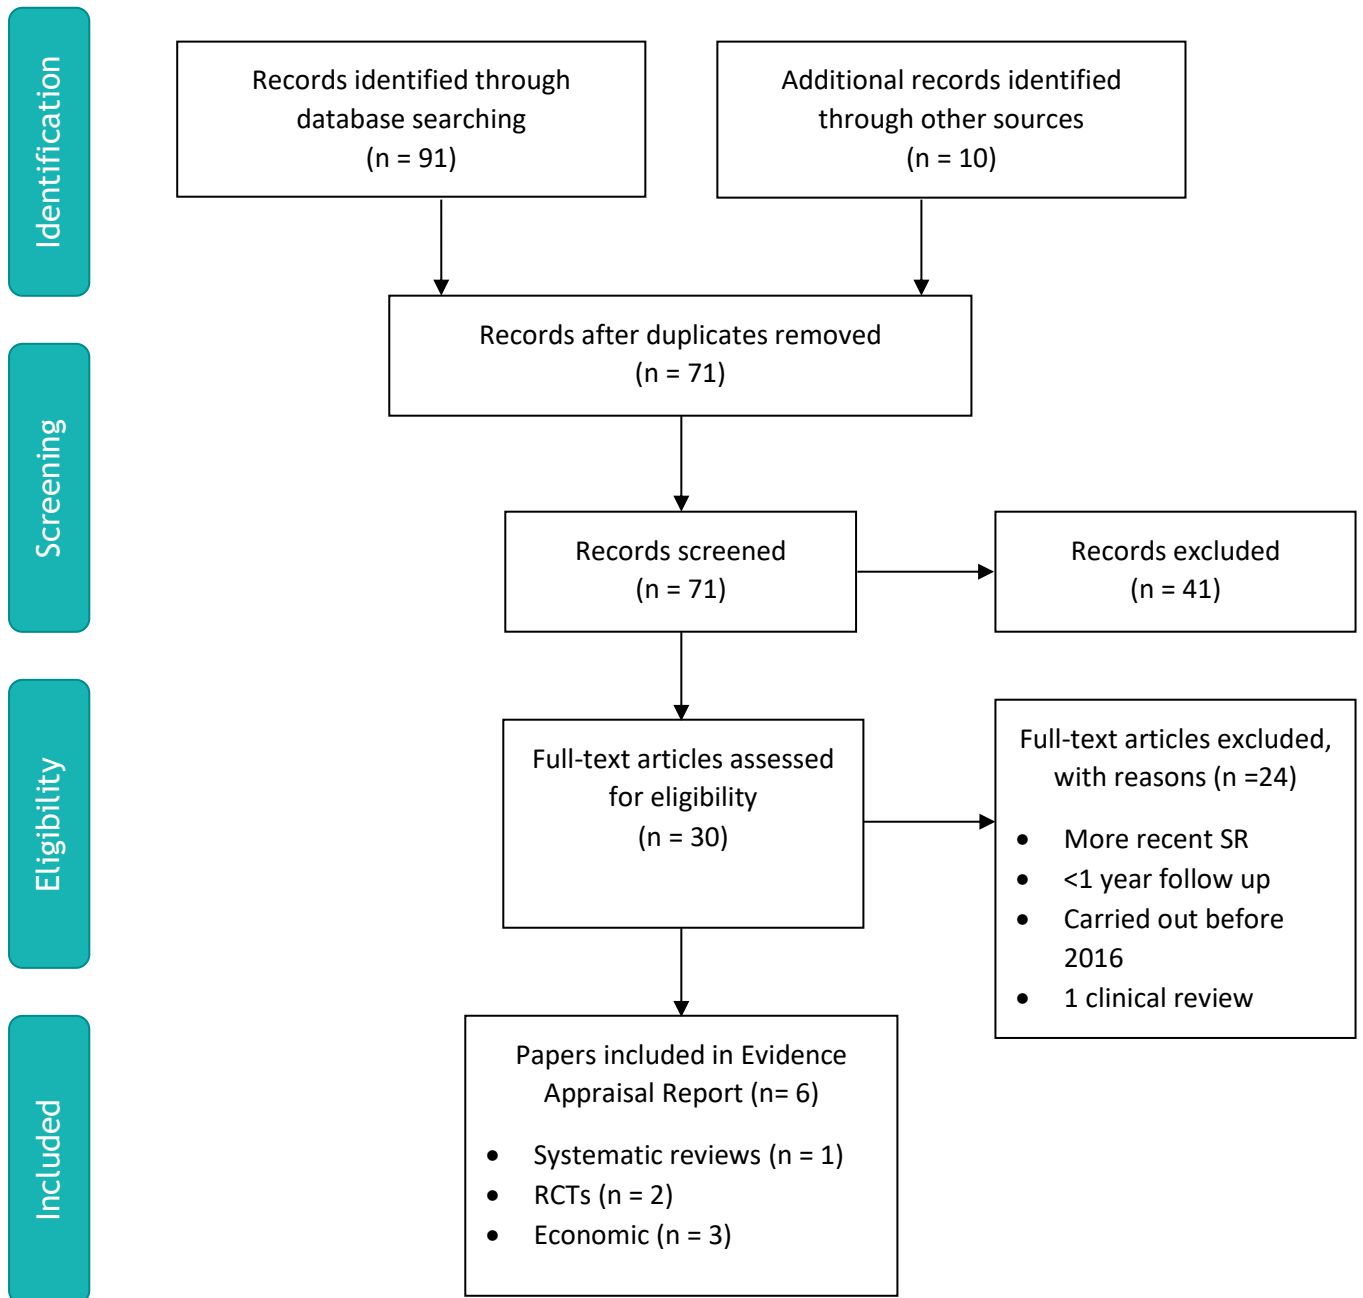 Identification
Records identified through
database searching
(n = 91)
Additional records identified
through other sources
(n = 10)
Records after duplicates removed
(n = 71)
Screening
Records screened
(n = 71)
Records excluded
(n = 41)
Eligibility
Full-text articles assessed
for eligibility
(n = 30)
Full-text articles excluded,
with reasons (n =24)
• More recent SR
• <1 year follow up
• Carried out before
2016
• 1 clinical review
Included
Papers included in Evidence
Appraisal Report (n= 6)
• Systematic reviews (n = 1)
• RCTs (n = 2)
• Economic (n = 3)